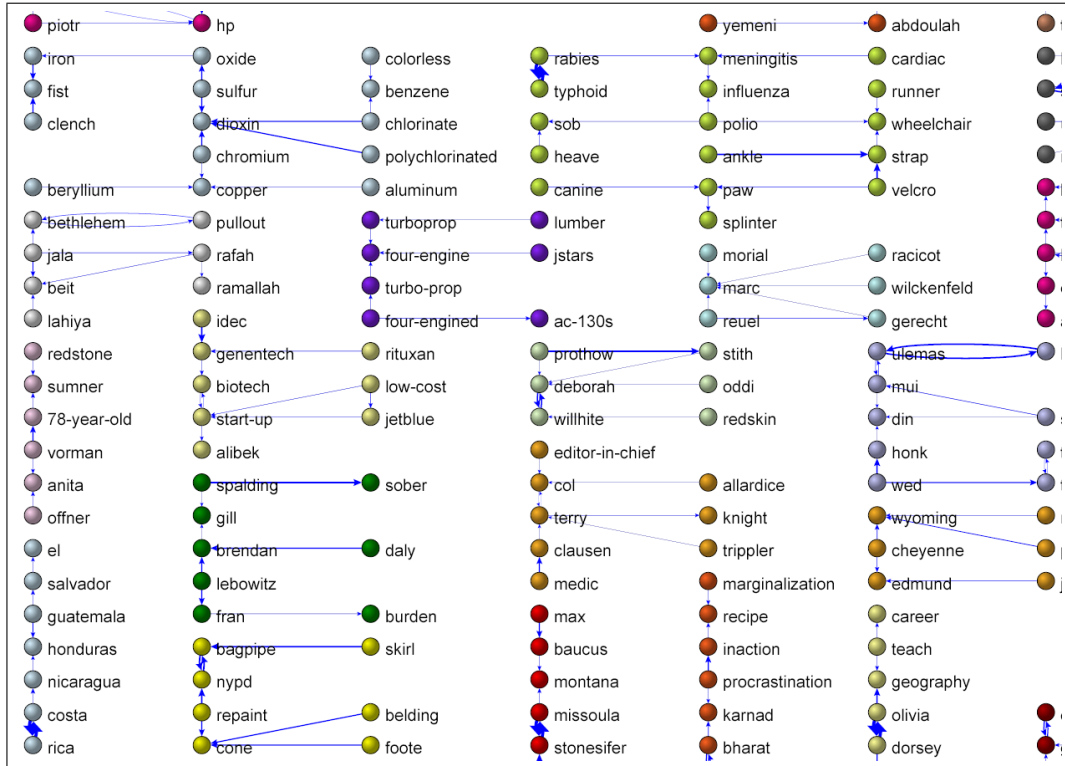 piotr hp yemeni abdoulah
iron oxide colorless rabies meningitis cardiac
fist sulfur benzene typhoid influenza runner
clench dioxin chlorinate sob polio wheelchair
chromium polychlorinated heave ankle strap
beryllium copper aluminum canine paw velcro
bethlehem pullout turboprop lumber splinter
jala rafah four-engine jstars morial racicot
beit ramallah turbo-prop marc wilckenfeld
lahiya idec four-engined ac-130s reuel gerecht
redstone genentech rituxan prothow stith ulemas
sumner biotech low-cost deborah oddi mui
78-year-old start-up jetblue willhite redskin din
vorman alibek editor-in-chief honk
anita spalding sober col allardice wed
offner gill terry knight wyoming
el brendan daly clausen trippler cheyenne
salvador lebowitz medic marginalization edmund
guatemala fran burden max recipe career
honduras bagpipe skirl baucus inaction teach
nicaragua nypd montana procrastination geography
costa repaint belding missoula karnad olivia
rica cone foote stonesifer bharat dorsey